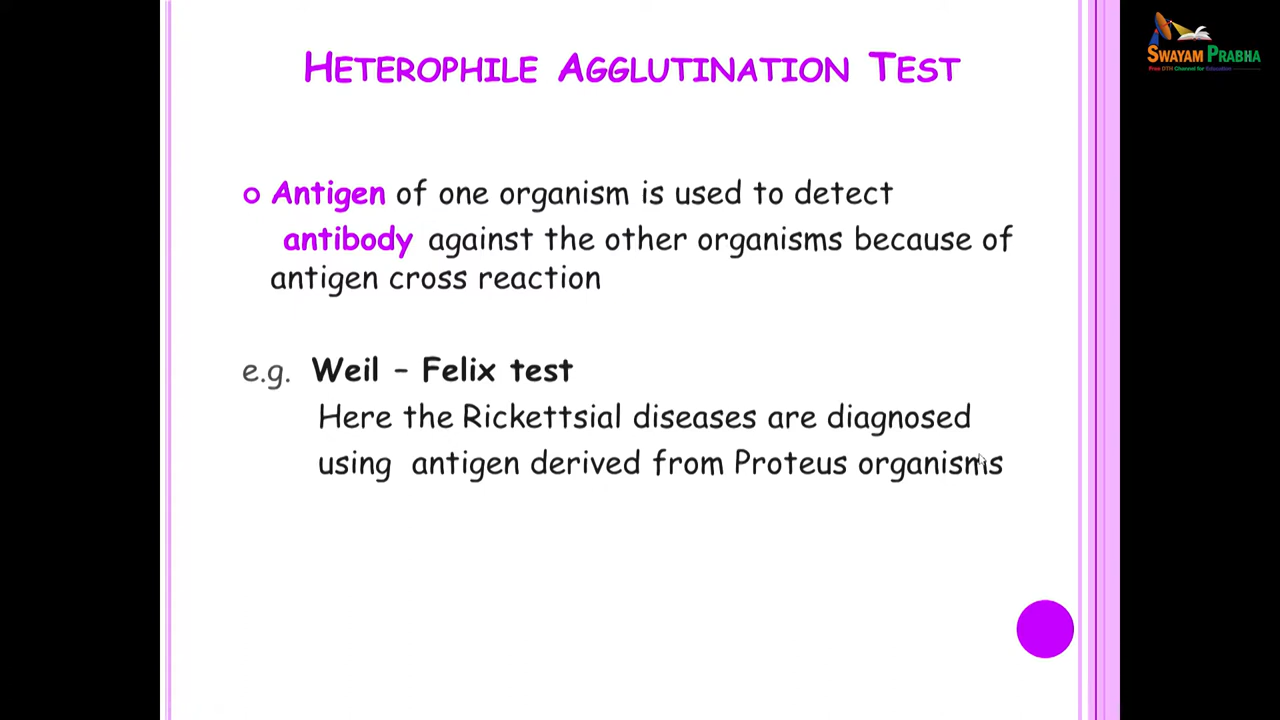 SWAYAM PRABHA
Free DTH Channel for Education
HETEROPHILE AGGLUTINATION TEST
Antigen of one organism is used to detect
antibody against the other organisms because of
antigen cross reaction
e.g. Weil – Felix test
Here the Rickettsial diseases are diagnosed
using antigen derived from Proteus organisms